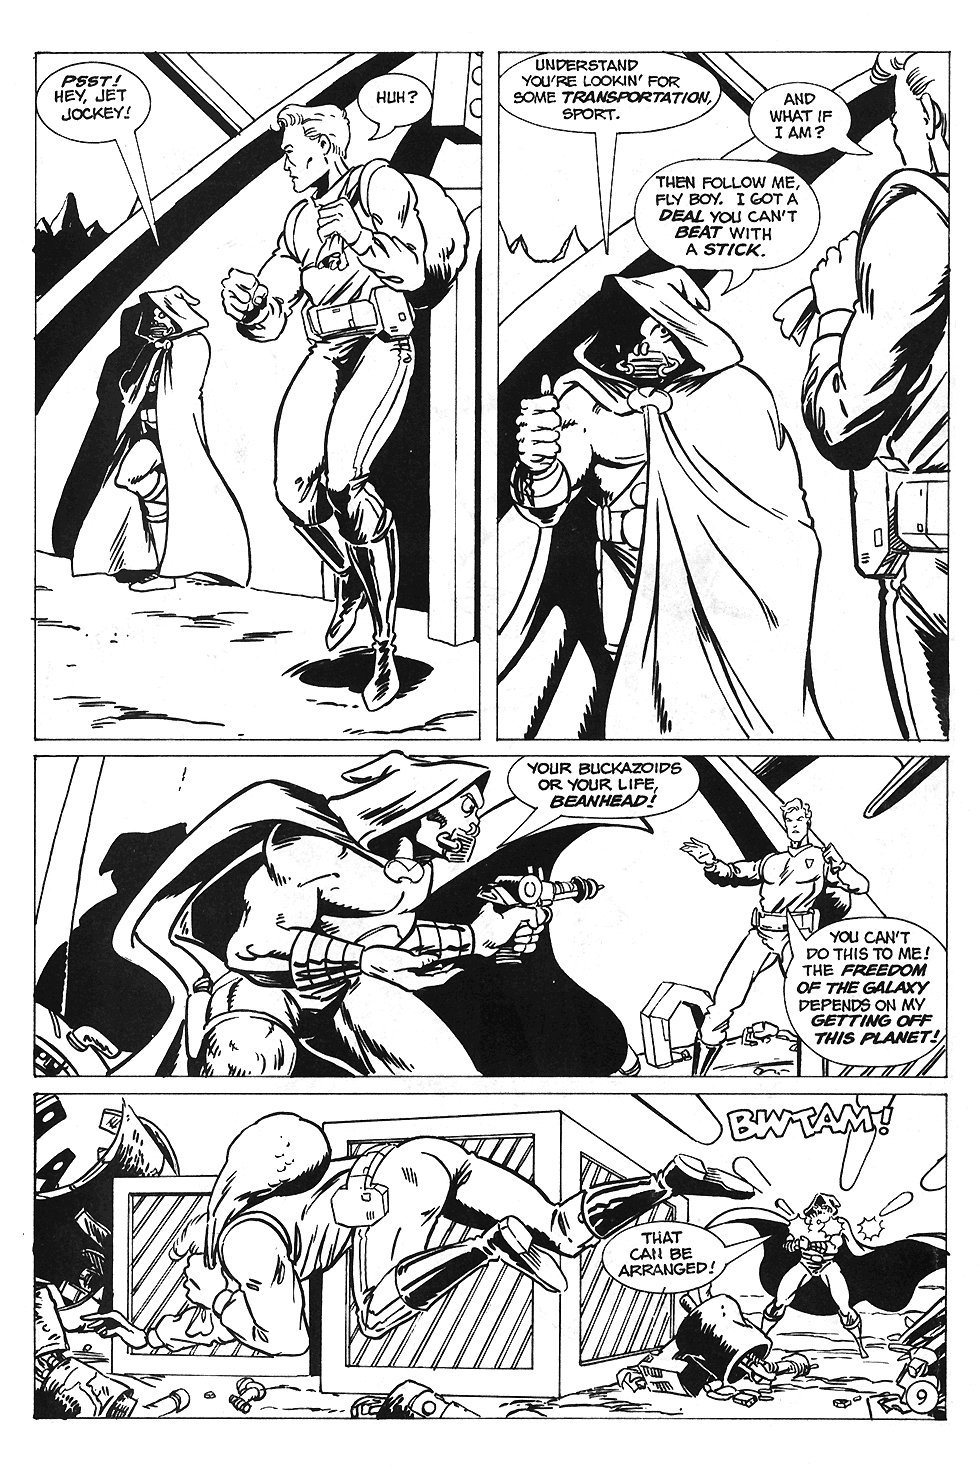 PSST!
HEY, JET
JOCKEY!
HUH?
UNDERSTAND
YOU'RE LOOKIN' FOR
SOME TRANSPORTATION,
SPORT.
AND
WHAT IF
I AM?
THEN FOLLOW ME,
FLY BOY. I GOT A
DEAL YOU CAN'T
BEAT WITH
A STICK.
YOUR BUCKAZOIDS
OR YOUR LIFE,
BEANHEAD!
YOU CAN'T
DO THIS TO ME!
THE FREEDOM
OF THE GALAXY
DEPENDS ON MY
GETTING OFF
THIS PLANET!
BWTAM!
THAT
CAN BE
ARRANGED!
9